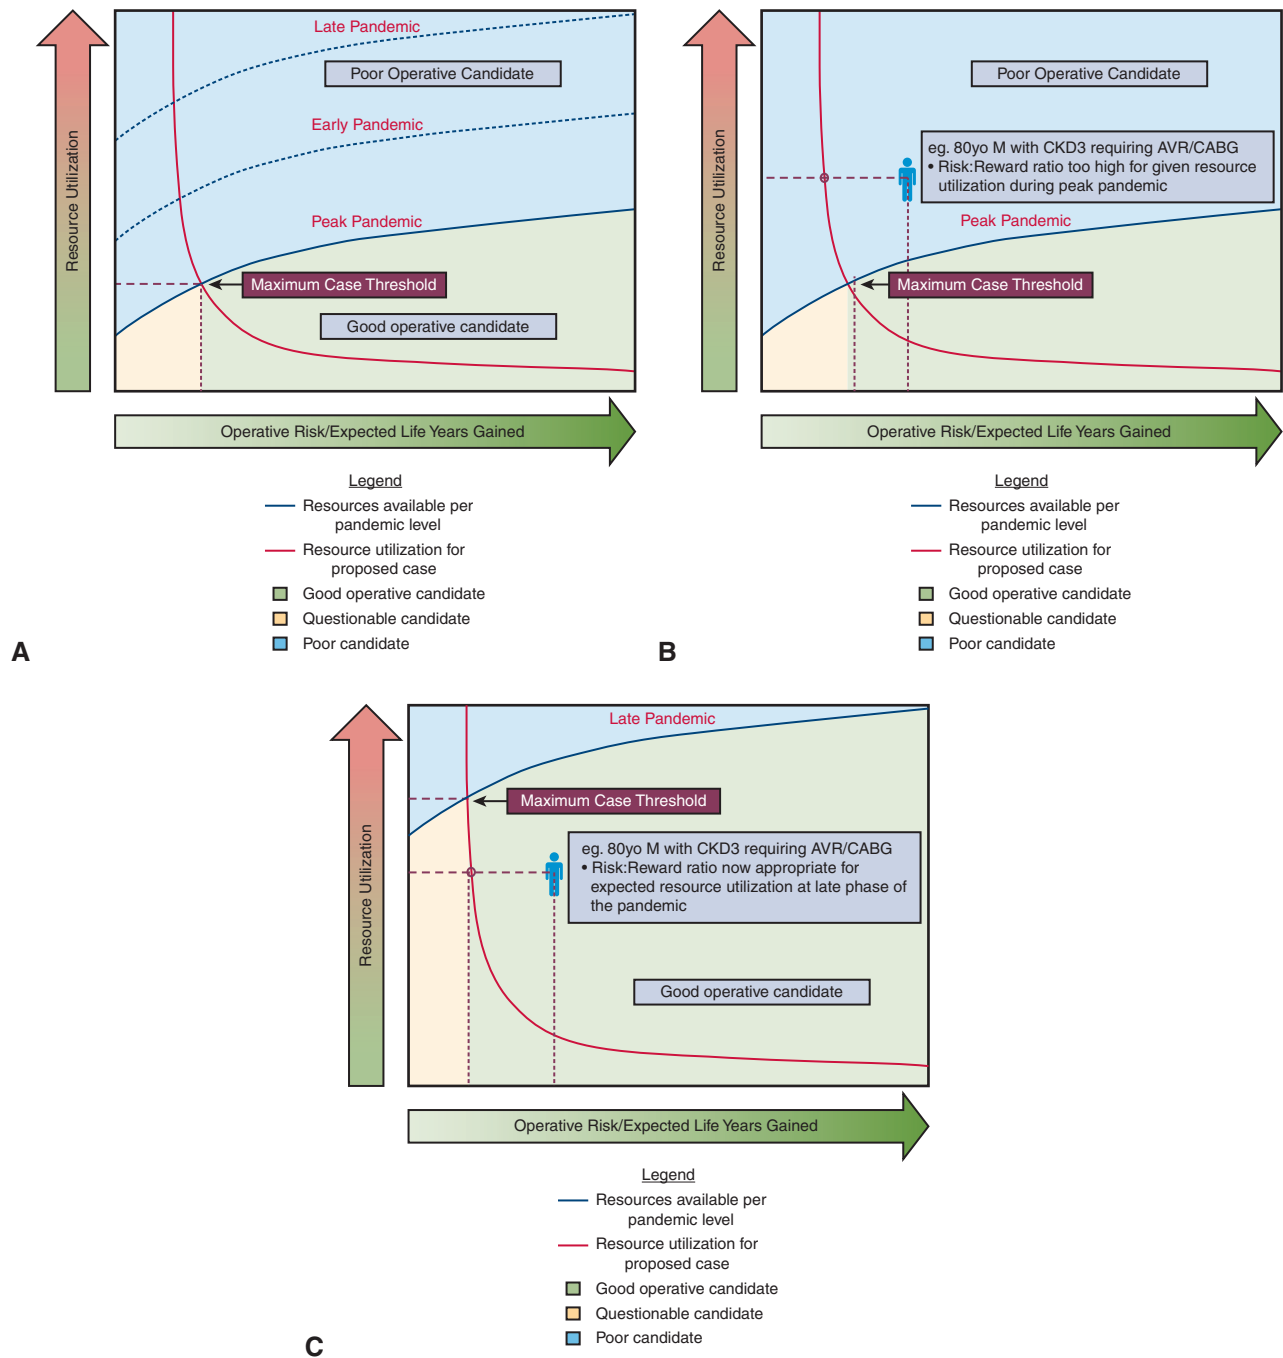 Late Pandemic
Poor Operative Candidate
Early Pandemic
Resource Utilization
Peak Pandemic
Maximum Case Threshold
Good operative candidate
Operative Risk/Expected Life Years Gained
Legend
Resources available per
pandemic level
Resource utilization for
proposed case
Good operative candidate
Questionable candidate
Poor candidate
A
Poor Operative Candidate
eg. 80yo M with CKD3 requiring AVR/CABG
• Risk:Reward ratio too high for given resource
utilization during peak pandemic
Resource Utilization
Peak Pandemic
Maximum Case Threshold
Operative Risk/Expected Life Years Gained
Legend
Resources available per
pandemic level
Resource utilization for
proposed case
Good operative candidate
Questionable candidate
Poor candidate
B
Late Pandemic
Maximum Case Threshold
eg. 80yo M with CKD3 requiring AVR/CABG
• Risk:Reward ratio now appropriate for
expected resource utilization at late phase of
the pandemic
Resource Utilization
Good operative candidate
Operative Risk/Expected Life Years Gained
Legend
Resources available per
pandemic level
Resource utilization for
proposed case
Good operative candidate
Questionable candidate
Poor candidate
C